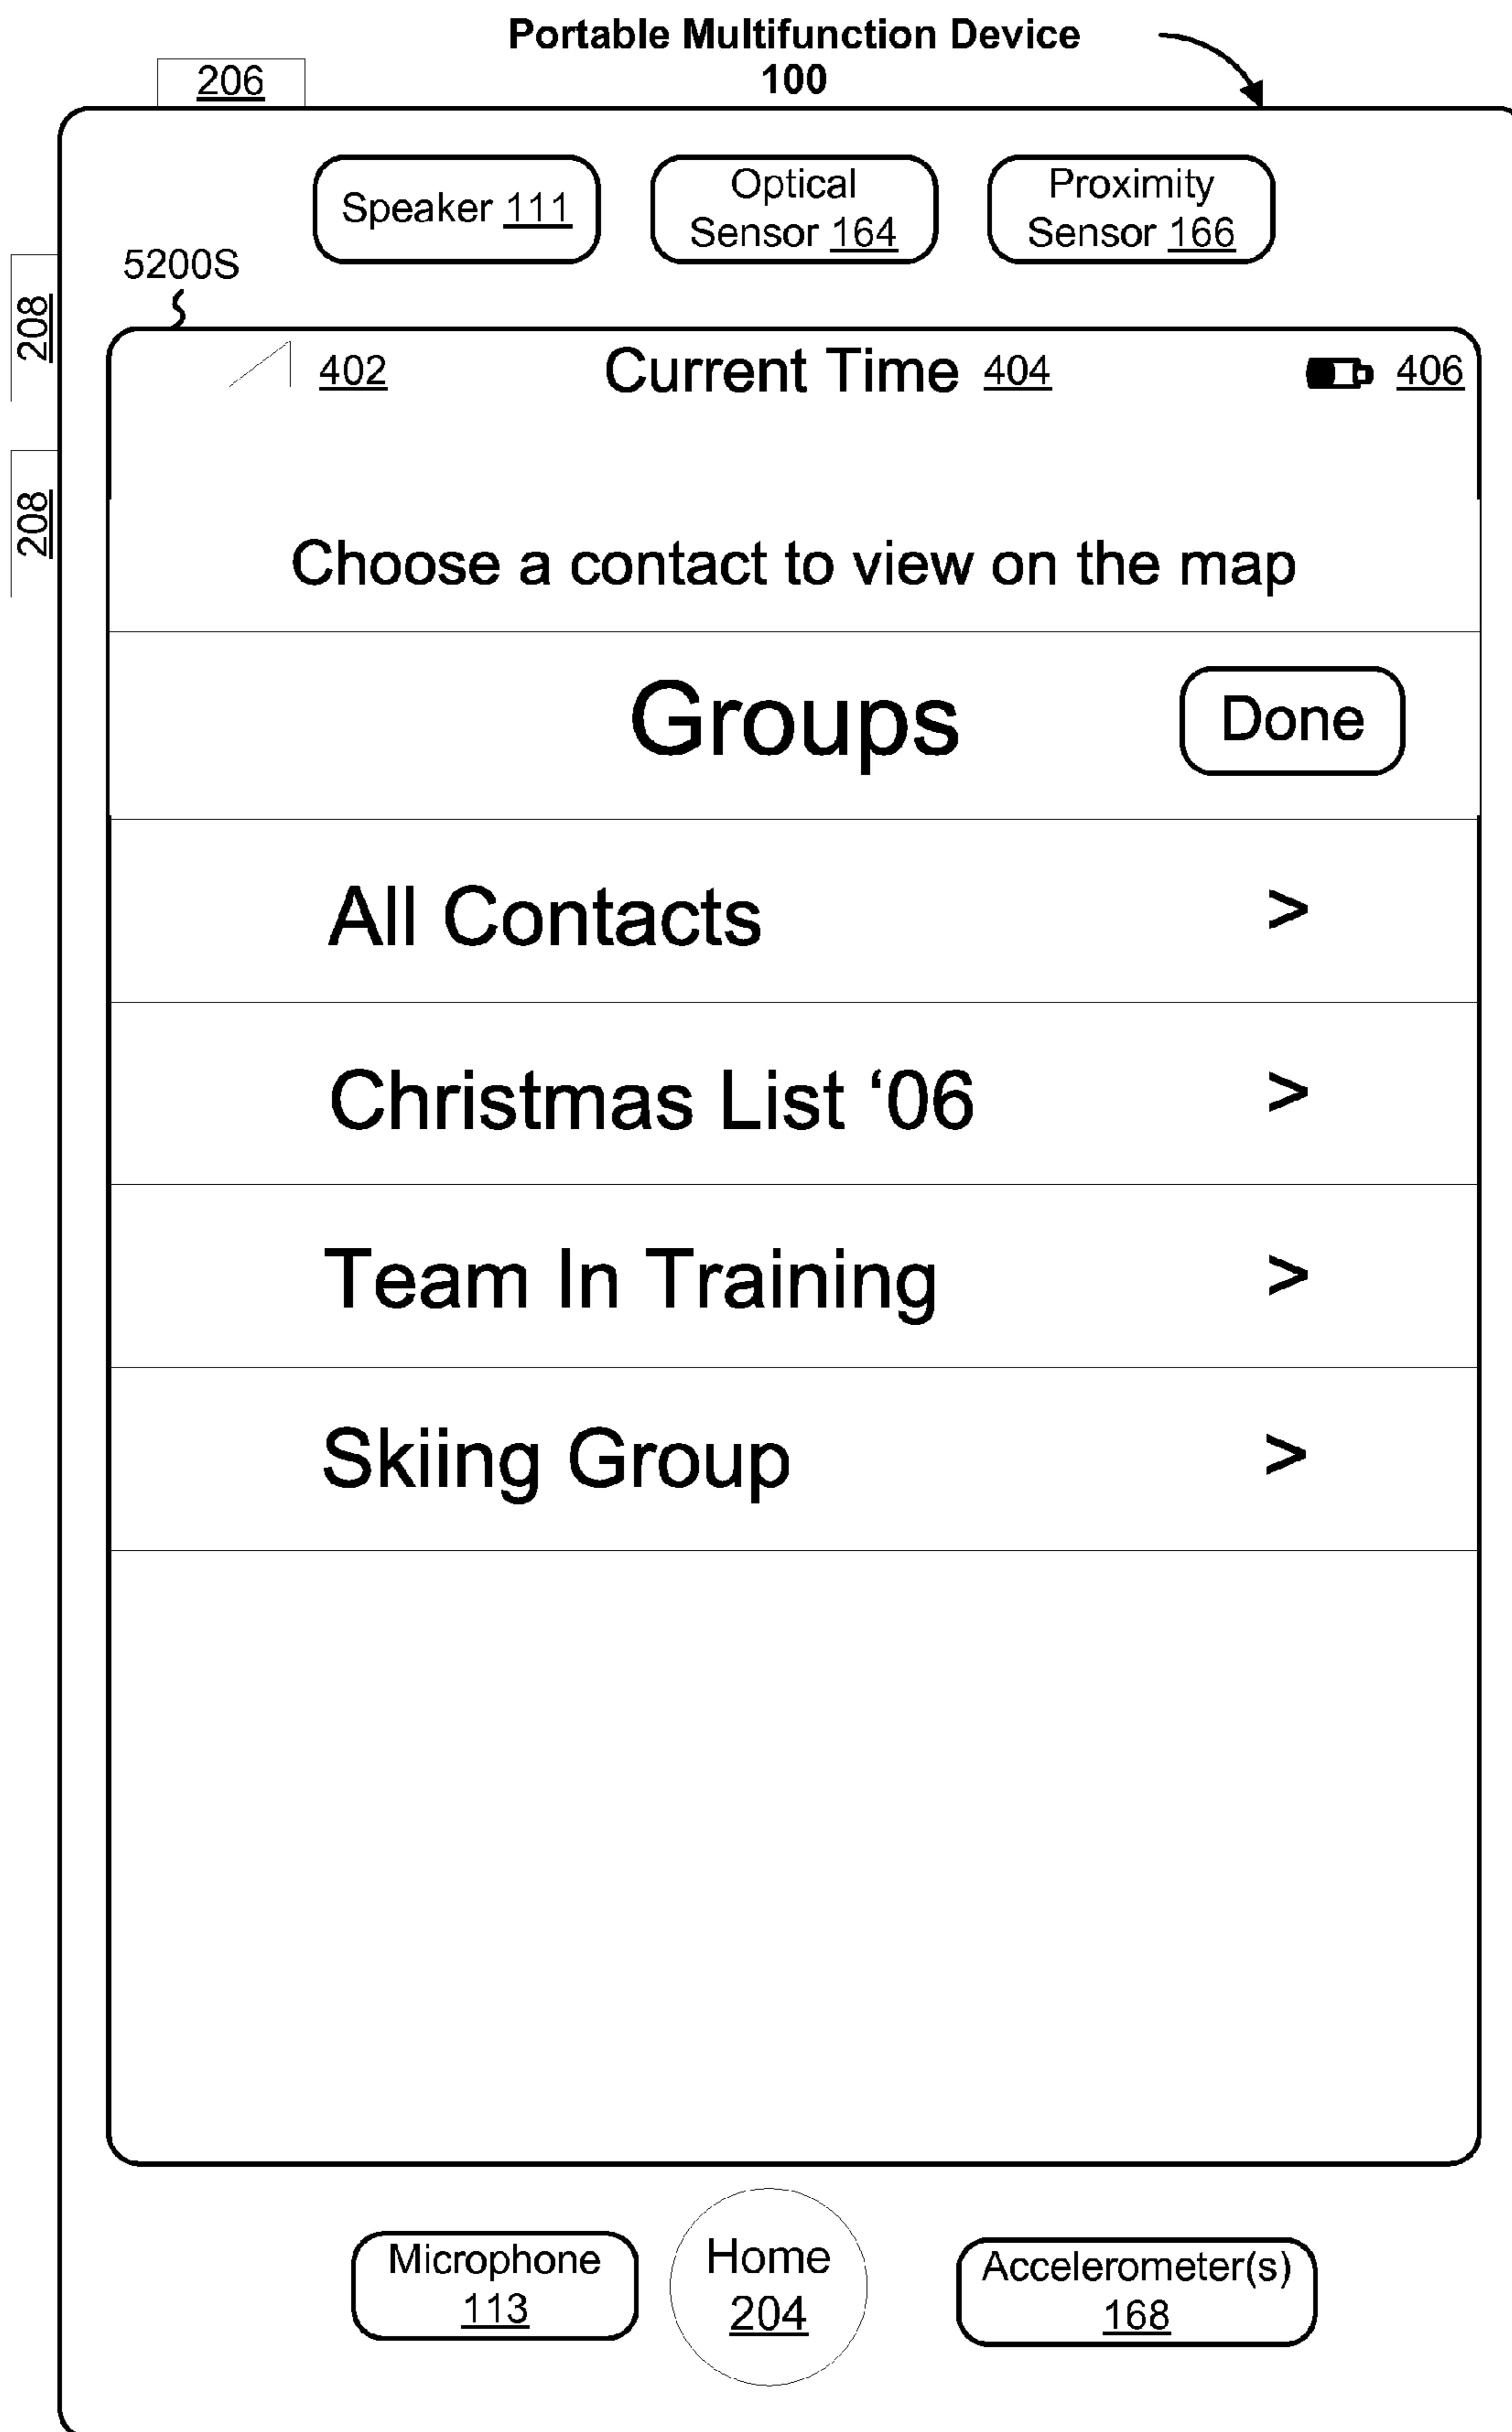 Portable Multifunction Device
100
206
Speaker 111
Optical
Sensor 164
Proximity
Sensor 166
5200S
208
208
402
Current Time 404
406
Choose a contact to view on the map
Groups
Done
All Contacts >
Christmas List ‘06 >
Team In Training >
Skiing Group >
Microphone
113
Home
204
Accelerometer(s)
168